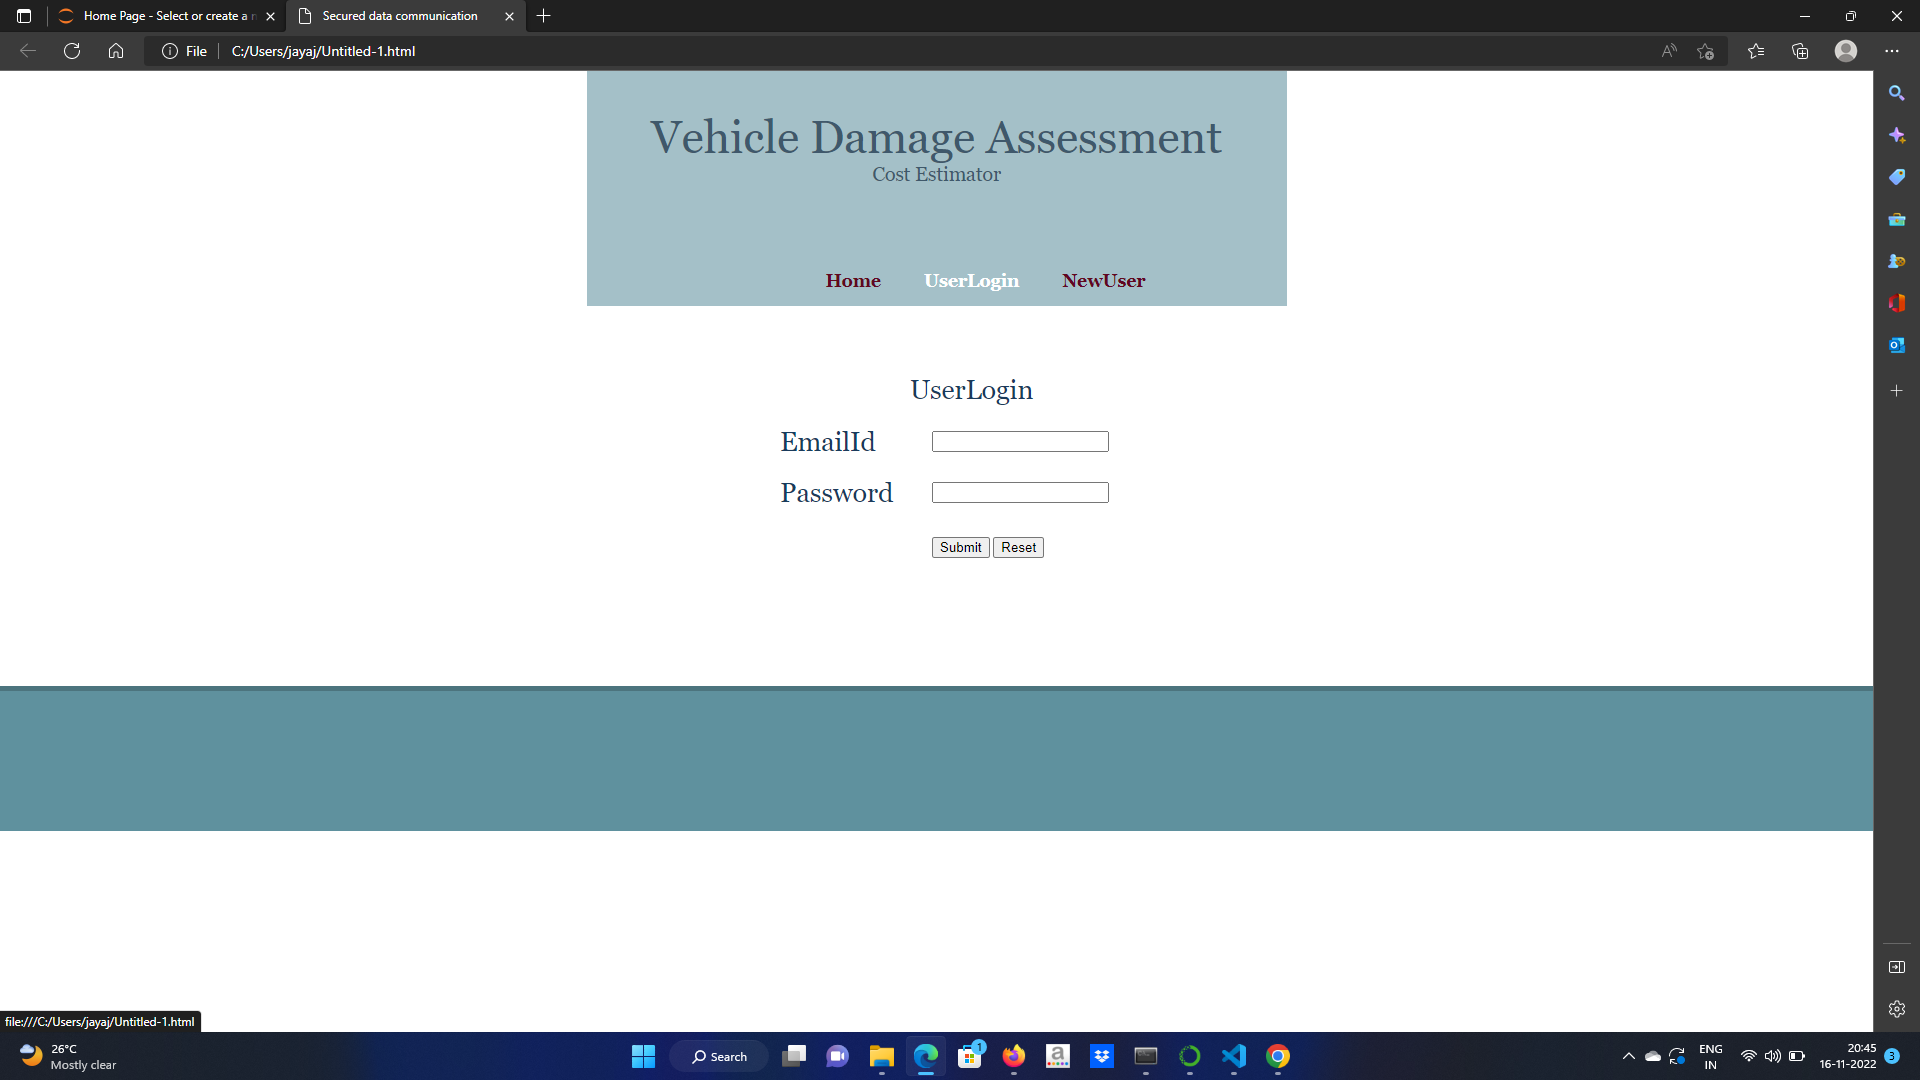 Home Page - Select or create a n
Secured data communication
File
C:/Users/jayaj/Untitled-1.html
Vehicle Damage Assessment
Cost Estimator
Home UserLogin NewUser
UserLogin
EmailId
Password
Submit Reset
file:///C:/Users/jayaj/Untitled-1.html
26°C
Mostly clear
Search
1
a
ENG
IN
20:45
16-11-2022
3